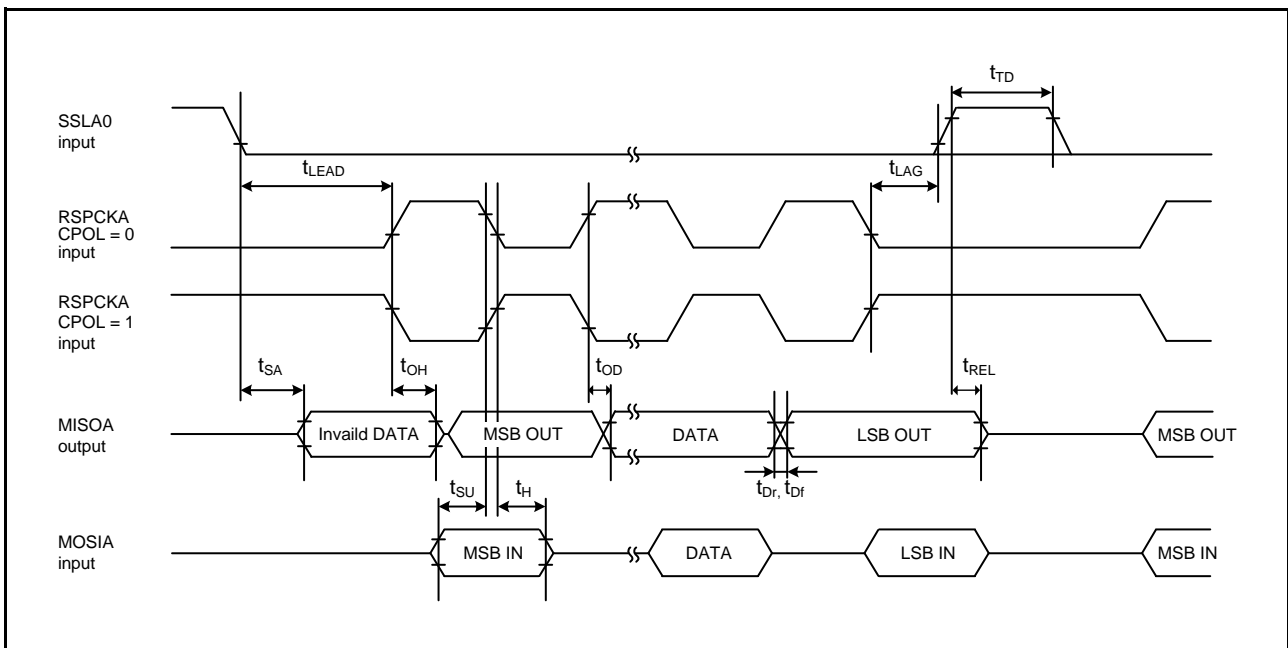 tTD
SSLA0
input
tLEAD
tLAG
RSPCKA
CPOL = 0
input
RSPCKA
CPOL = 1
input
tSA
tOH
tOD
tREL
MISOA
output
Invaild DATA
MSB OUT
DATA
LSB OUT
MSB OUT
tSU
tH
tDr, tDf
MOSIA
input
MSB IN
DATA
LSB IN
MSB IN